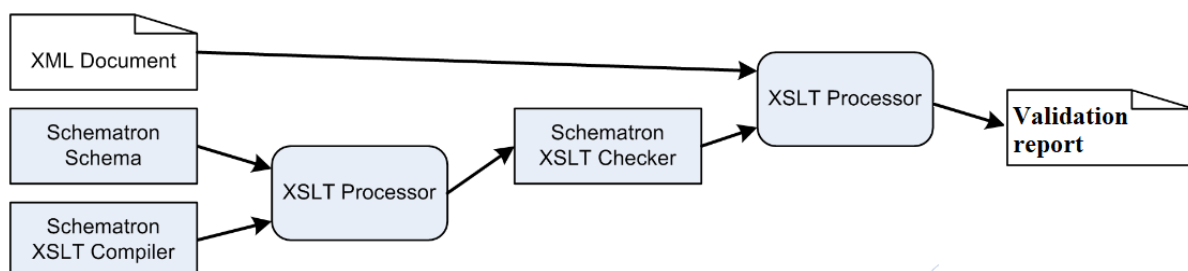 XML Document
Schematron
Schema
Schematron
XSLT Compiler
XSLT Processor
Schematron
XSLT Checker
XSLT Processor
Validation
report